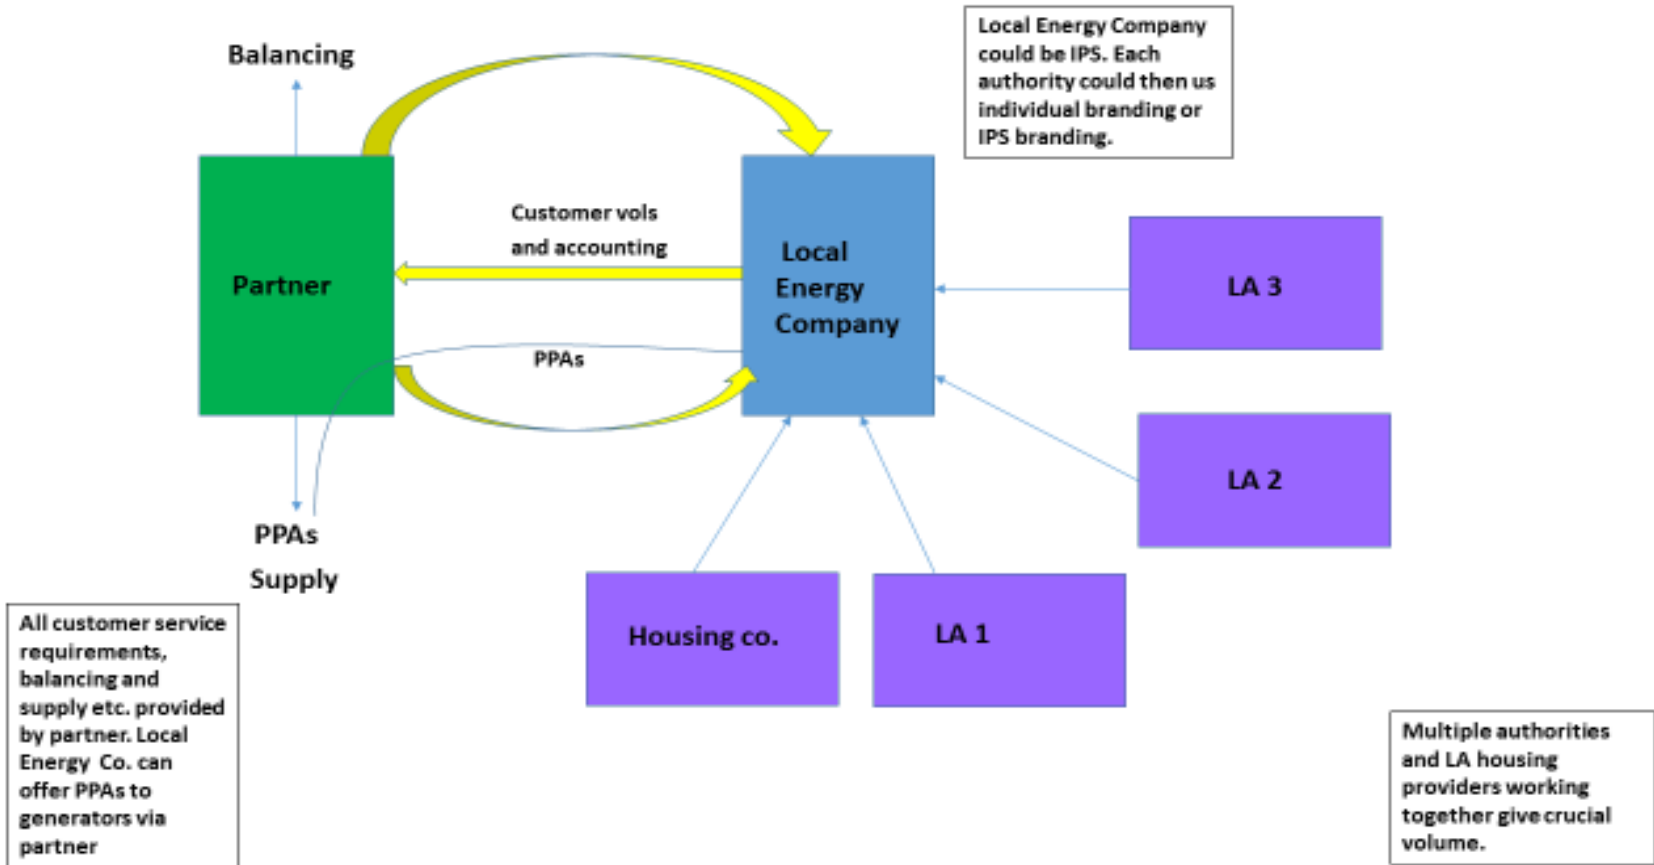 Balancing
Local Energy Company
could be IPS. Each
authority could then us
individual branding or
IPS branding.
Customer vols
and accounting
Partner
Local
Energy
Company
LA 3
PPAs
LA 2
PPAs
Supply
Housing co.
LA 1
All customer service
requirements,
balancing and
supply etc. provided
by partner. Local
Energy Co. can
offer PPAs to
generators via
partner
Multiple authorities
and LA housing
providers working
together give crucial
volume.